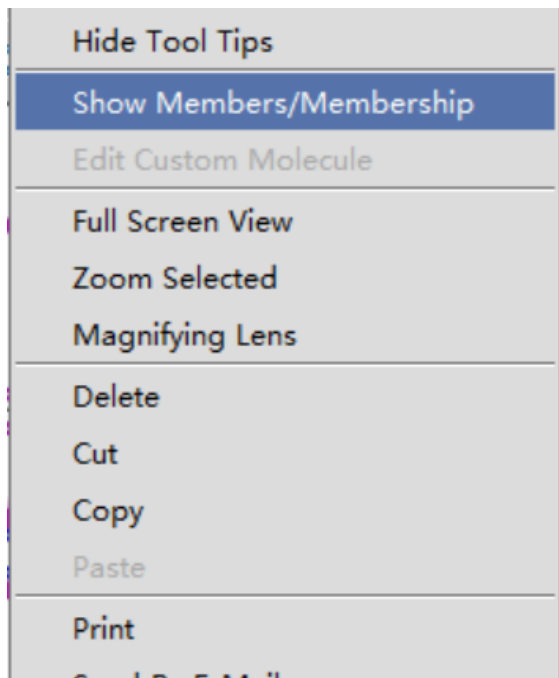 Hide Tool Tips
Show Members/Membership
Edit Custom Molecule
Full Screen View
Zoom Selected
Magnifying Lens
Delete
Cut
Copy
Paste
Print